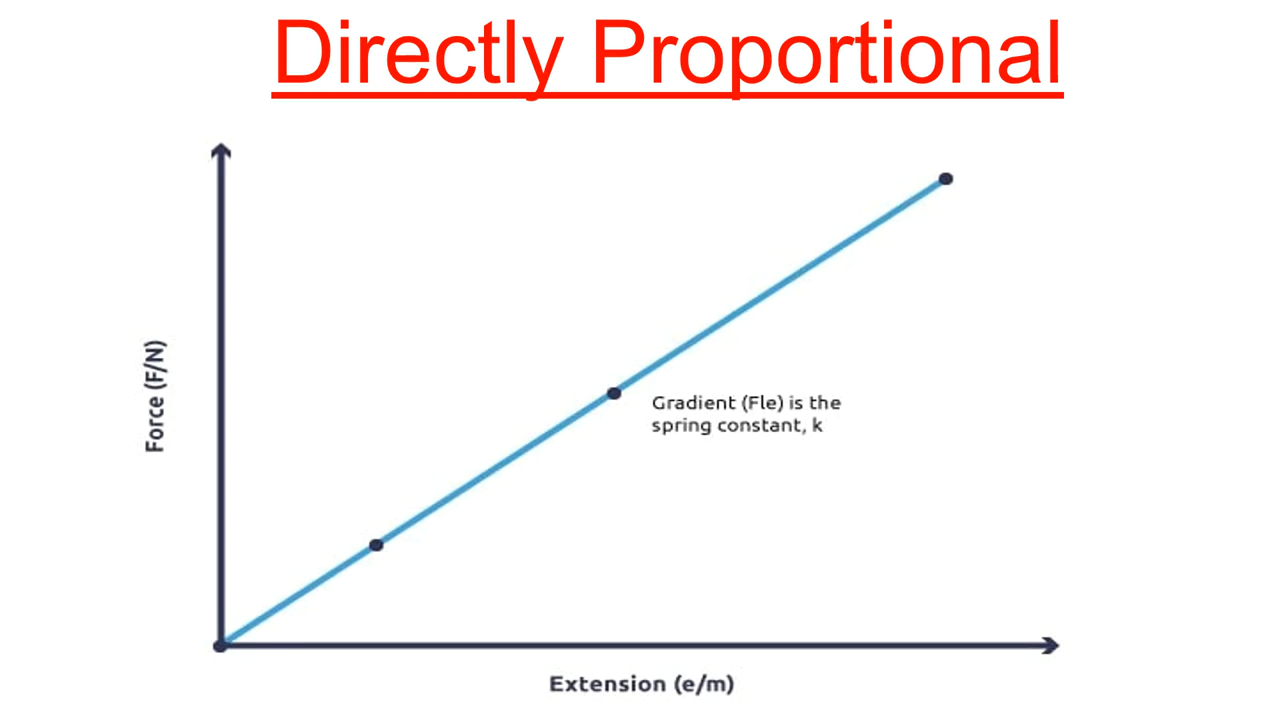 Directly Proportional
Force (F/N)
Gradient (Fle) is the
spring constant, k
Extension (e/m)